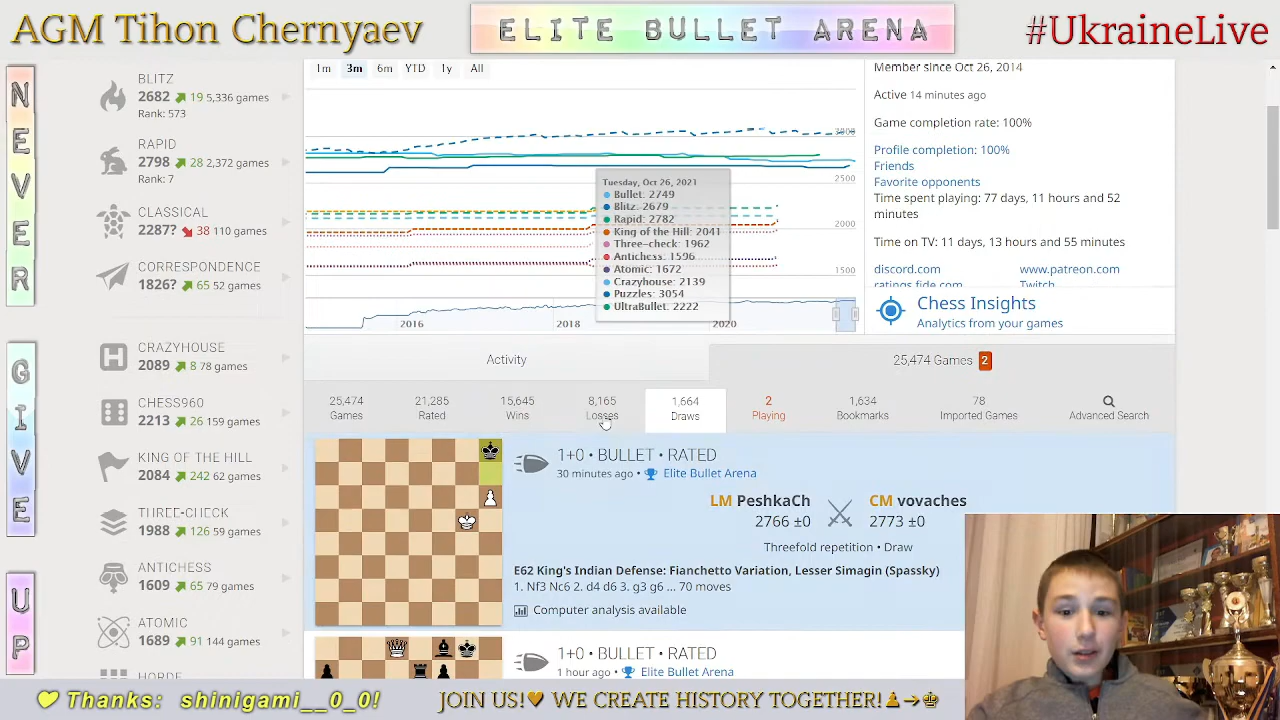 AGM Tihon Chernyaev
ELITE BULLET ARENA
#UkraineLive
NEVER
GIVE
UP
BLITZ
2682 19 5,336 games
Rank: 573
RAPID
2798 28 2,372 games
Rank: 7
CLASSICAL
2287? 38 110 games
CORRESPONDENCE
1826? 65 52 games
CRAZYHOUSE
2089 8 78 games
CHESS960
2213 26 159 games
KING OF THE HILL
2084 242 62 games
THREE-CHECK
1988 126 59 games
ANTICHESS
1609 65 79 games
ATOMIC
1689 91 144 games
HORDE
1m 3m 6m YTD 1y All
3000
2500
2000
1500
2016 2018 2020
Tuesday, Oct 26, 2021
Bullet: 2749
Blitz: 2679
Rapid: 2782
King of the Hill: 2041
Three-check: 1962
Antichess: 1596
Atomic: 1672
Crazyhouse: 2139
Puzzles: 3054
UltraBullet: 2222
Member since Oct 26, 2014
Active 14 minutes ago
Game completion rate: 100%
Profile completion: 100%
Friends
Favorite opponents
Time spent playing: 77 days, 11 hours and 52
minutes
Time on TV: 11 days, 13 hours and 55 minutes
discord.com www.patreon.com
ratings.fide.com Twitch
Chess Insights
Analytics from your games
Activity
25,474 Games 2
25,474 Games
21,285 Rated
15,645 Wins
8,165 Losses
1,664 Draws
2 Playing
1,634 Bookmarks
78 Imported Games
Advanced Search
1+0 • BULLET • RATED
30 minutes ago • Elite Bullet Arena
LM PeshkaCh CM vovaches
2766 ±0 2773 ±0
Threefold repetition • Draw
E62 King's Indian Defense: Fianchetto Variation, Lesser Simagin (Spassky)
1. Nf3 Nc6 2. d4 d6 3. g3 g6 ... 70 moves
Computer analysis available
1+0 • BULLET • RATED
1 hour ago • Elite Bullet Arena
Thanks: shinigami__0_0!
JOIN US! WE CREATE HISTORY TOGETHER!